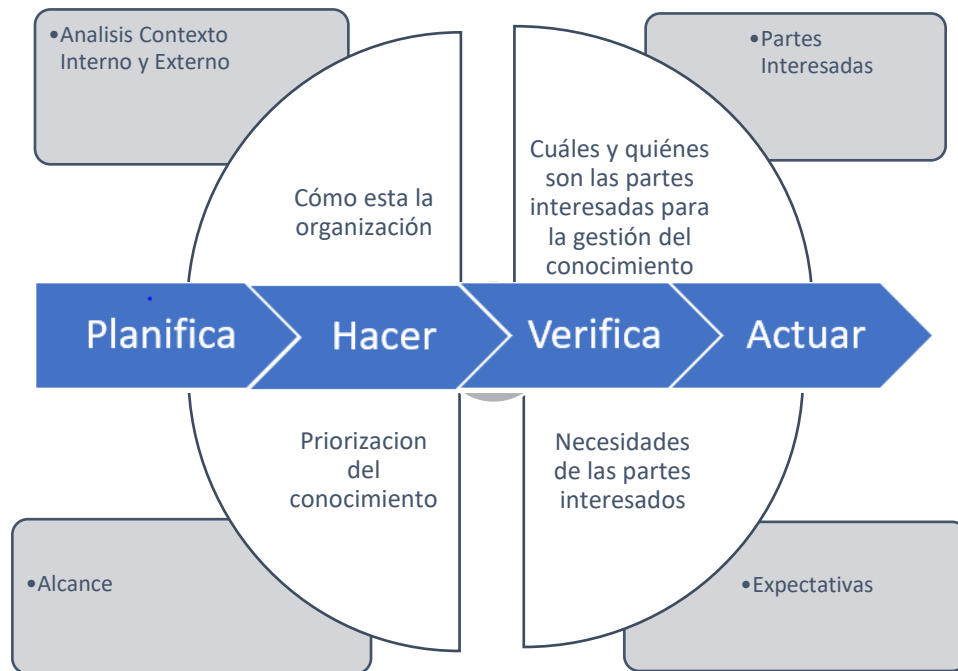 •Analisis Contexto
Interno y Externo
•Partes
Interesadas
Cómo esta la
organización
Cuáles y quiénes
son las partes
interesadas para
la gestión del
conocimiento
Planifica
Hacer
Verifica
Actuar
Priorizacion
del
conocimiento
Necesidades
de las partes
interesados
•Alcance
•Expectativas